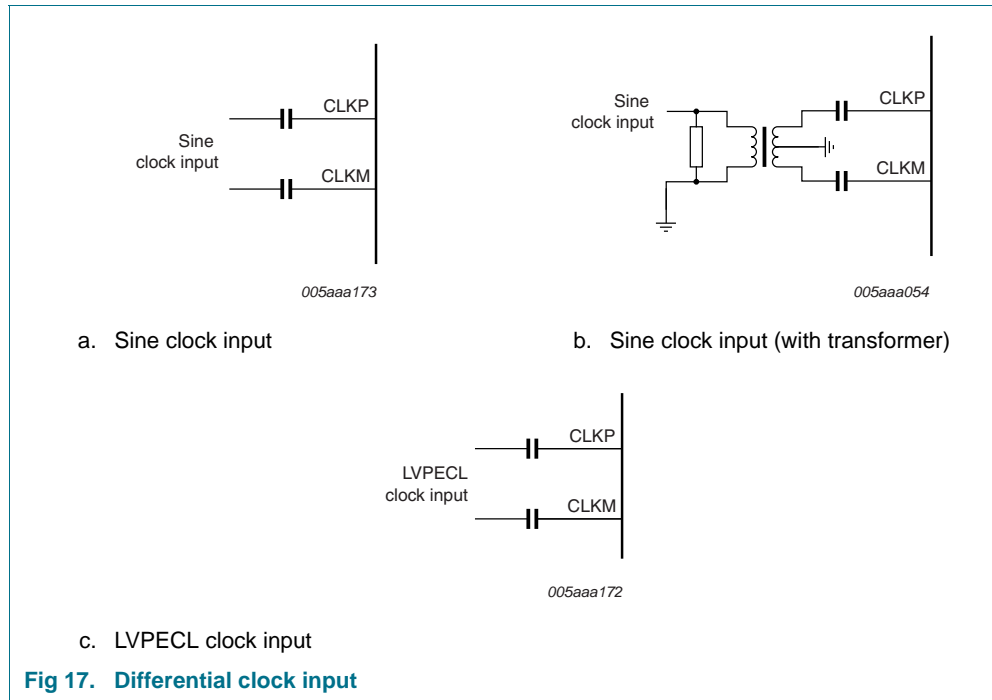 Sine
clock input
CLKP
CLKM
005aaa173
a. Sine clock input
Sine
clock input
CLKP
CLKM
005aaa054
b. Sine clock input (with transformer)
LVPECL
clock input
CLKP
CLKM
005aaa172
c. LVPECL clock input
Fig 17. Differential clock input